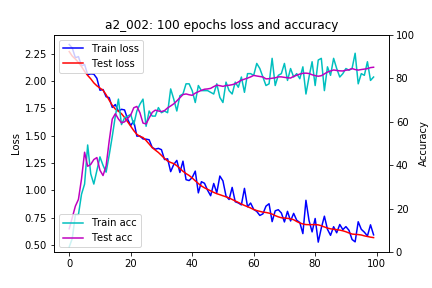 a2_002: 100 epochs loss and accuracy
Train loss
Test loss
Train acc
Test acc
Loss
2.25
2.00
1.75
1.50
1.25
1.00
0.75
0.50
0
20
40
60
80
100
Accuracy
100
80
60
40
20
0